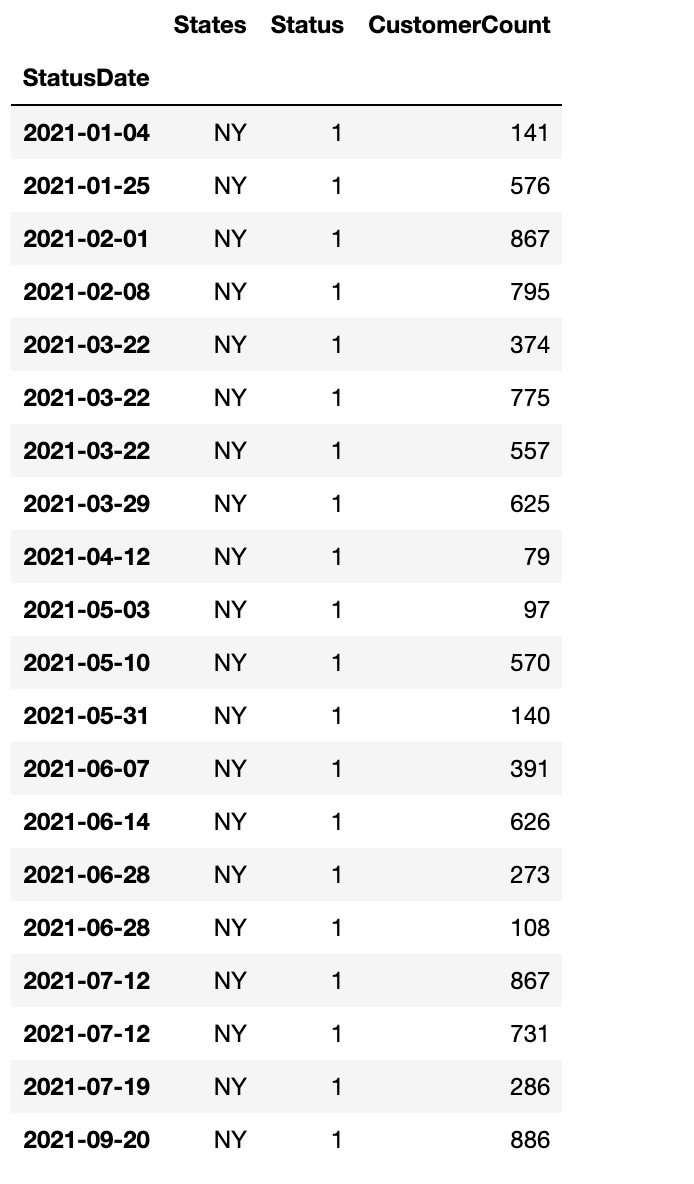 States Status CustomerCount
StatusDate
2021-01-04 NY 1 141
2021-01-25 NY 1 576
2021-02-01 NY 1 867
2021-02-08 NY 1 795
2021-03-22 NY 1 374
2021-03-22 NY 1 775
2021-03-22 NY 1 557
2021-03-29 NY 1 625
2021-04-12 NY 1 79
2021-05-03 NY 1 97
2021-05-10 NY 1 570
2021-05-31 NY 1 140
2021-06-07 NY 1 391
2021-06-14 NY 1 626
2021-06-28 NY 1 273
2021-06-28 NY 1 108
2021-07-12 NY 1 867
2021-07-12 NY 1 731
2021-07-19 NY 1 286
2021-09-20 NY 1 886